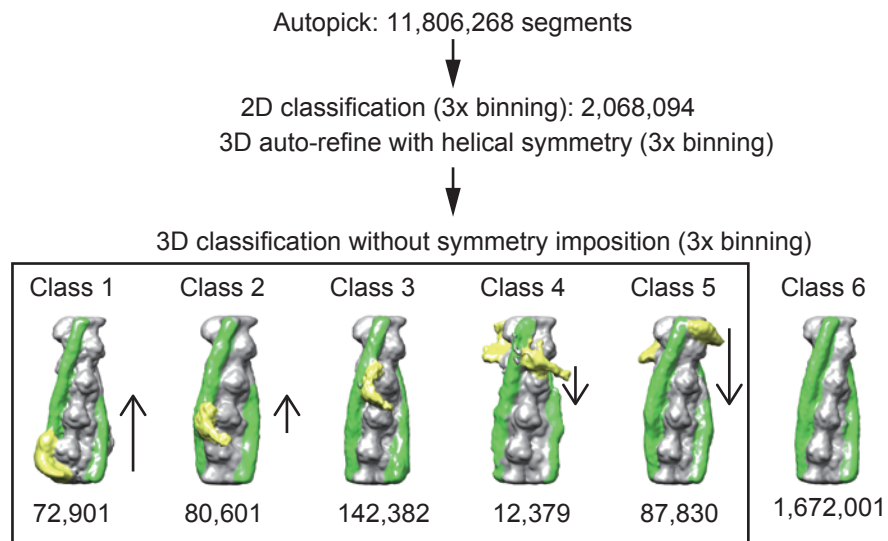 Autopick: 11,806,268 segments
2D classification (3x binning): 2,068,094
3D auto-refine with helical symmetry (3x binning)
3D classification without symmetry imposition (3x binning)
Class 1 Class 2 Class 3 Class 4 Class 5 Class 6
72,901 80,601 142,382 12,379 87,830 1,672,001